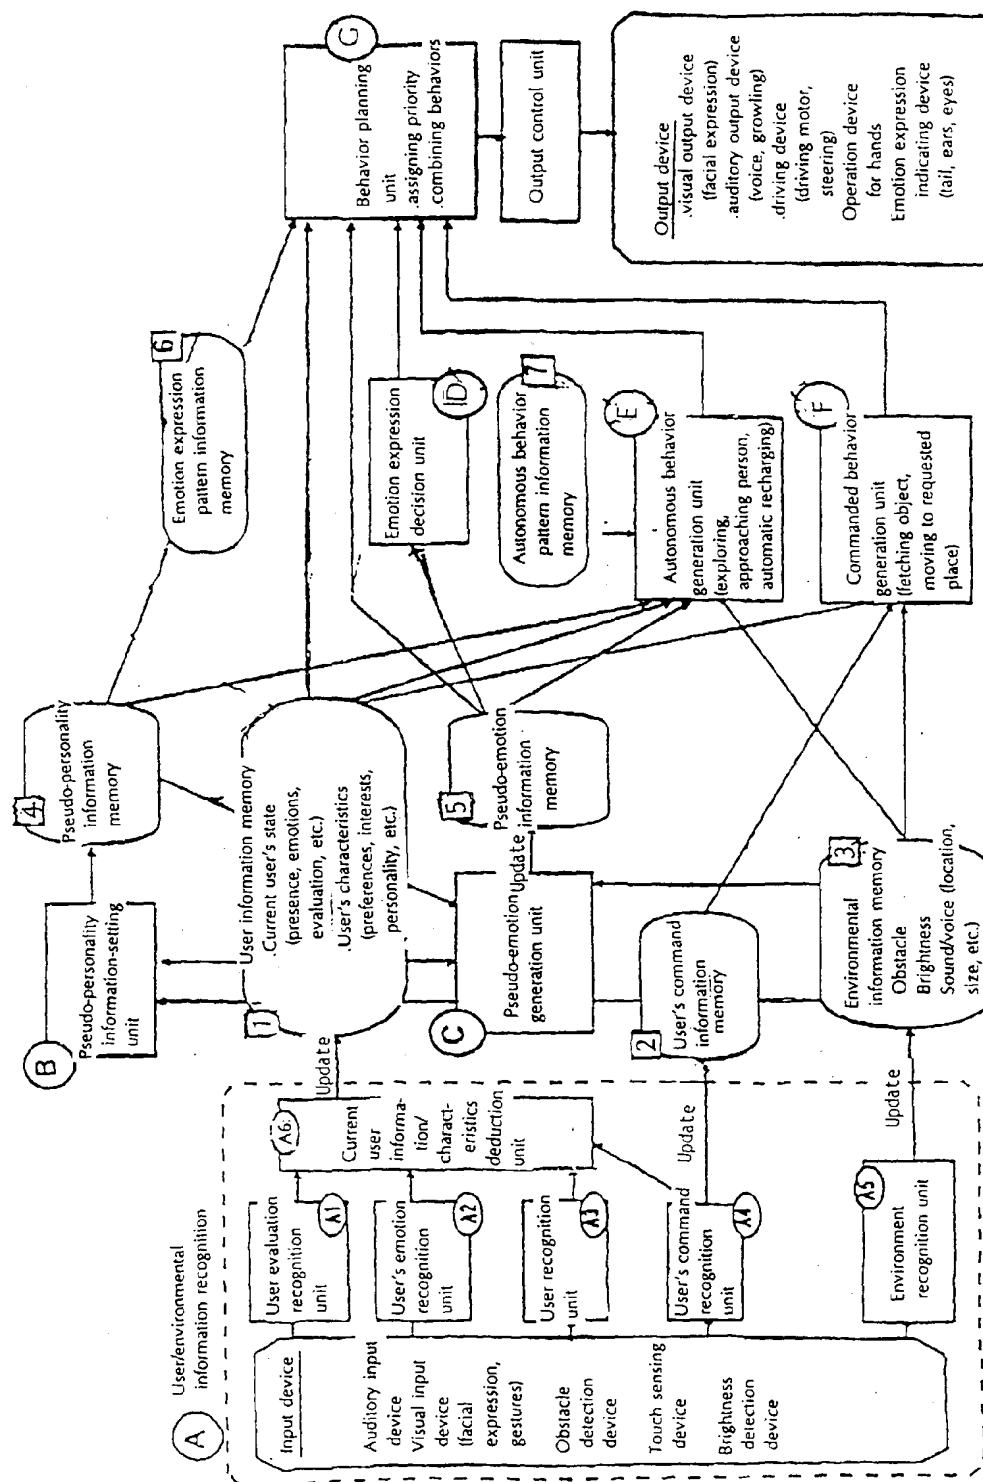 A
User/environmental
information recognition
Input device
Auditory input
device
Visual input
device
(facial
expression,
gestures)
Obstacle
detection
device
Touch sensing
device
Brightness
detection
device
User evaluation
recognition
unit
A1
User's emotion
recognition
unit
A2
User recognition
unit
A3
User's command
recognition
unit
A4
Environment
recognition unit
A5
A6:
Current
user
informa-
tion/
charact-
eristics
deduction
unit
Update
Update
Update
B
Pseudo-personality
information-setting
unit
1
User information memory
.Current user's state
(presence, emotions,
evaluation, etc.)
.User's characteristics
(preferences, interests,
personality, etc.)
C
Pseudo-emotion
generation unit
Update
2
User's command
information
memory
3
Environmental
information memory
Obstacle
Brightness
Sound/voice (location,
size, etc.)
4
Pseudo-personality
information
memory
5
Pseudo-emotion
information
memory
6
Emotion expression
pattern information
memory
Emotion expression
decision unit
D
Autonomous behavior
pattern information
memory
7
E
Autonomous behavior
generation unit
(exploring,
approaching person,
automatic recharging)
F
Commanded behavior
generation unit
(fetching object,
moving to requested
place)
G
Behavior planning
unit
.assigning priority
.combining behaviors
Output control unit
Output device
.visual output device
(facial expression)
.auditory output device
(voice, growling)
.driving device
(driving motor,
steering)
Operation device
for hands
Emotion expression
indicating device
(tail, ears, eyes)